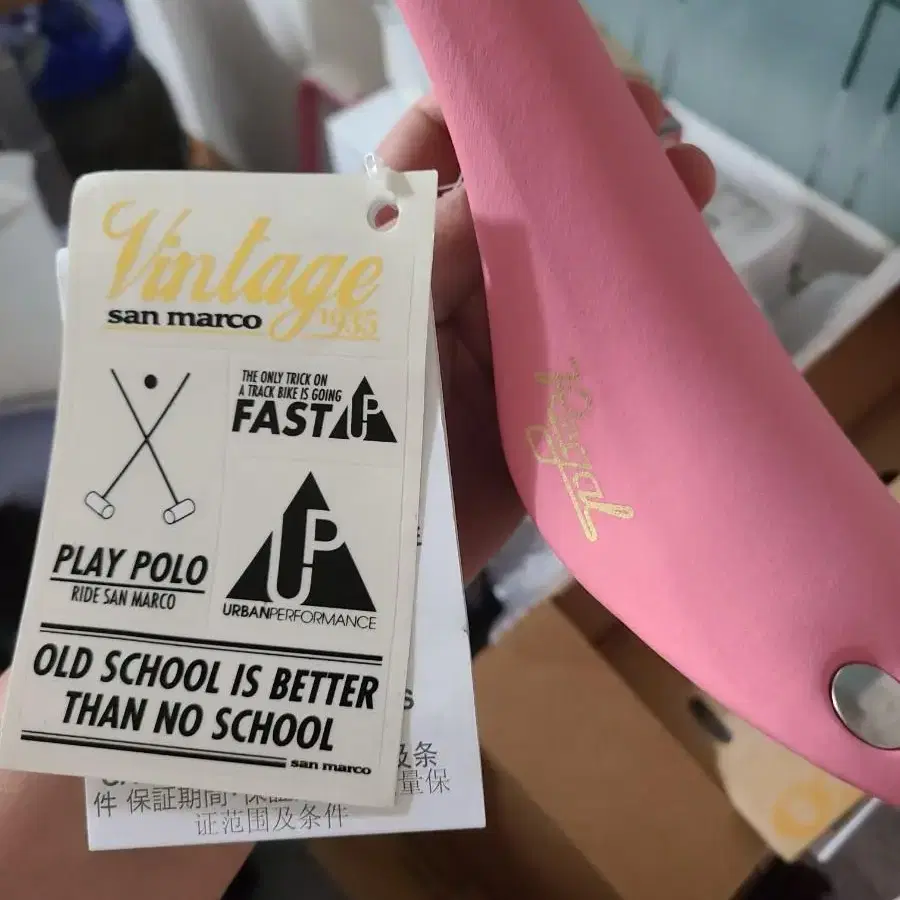 Vintage
san marco
1935
THE ONLY TRICK ON
A TRACK BIKE IS GOING
FAST
UP
PLAY POLO
RIDE SAN MARCO
UP
URBANPERFORMANCE
OLD SCHOOL IS BETTER
THAN NO SCHOOL
san marco
及条
件 保証期間
量保
证范围及条件
Regal